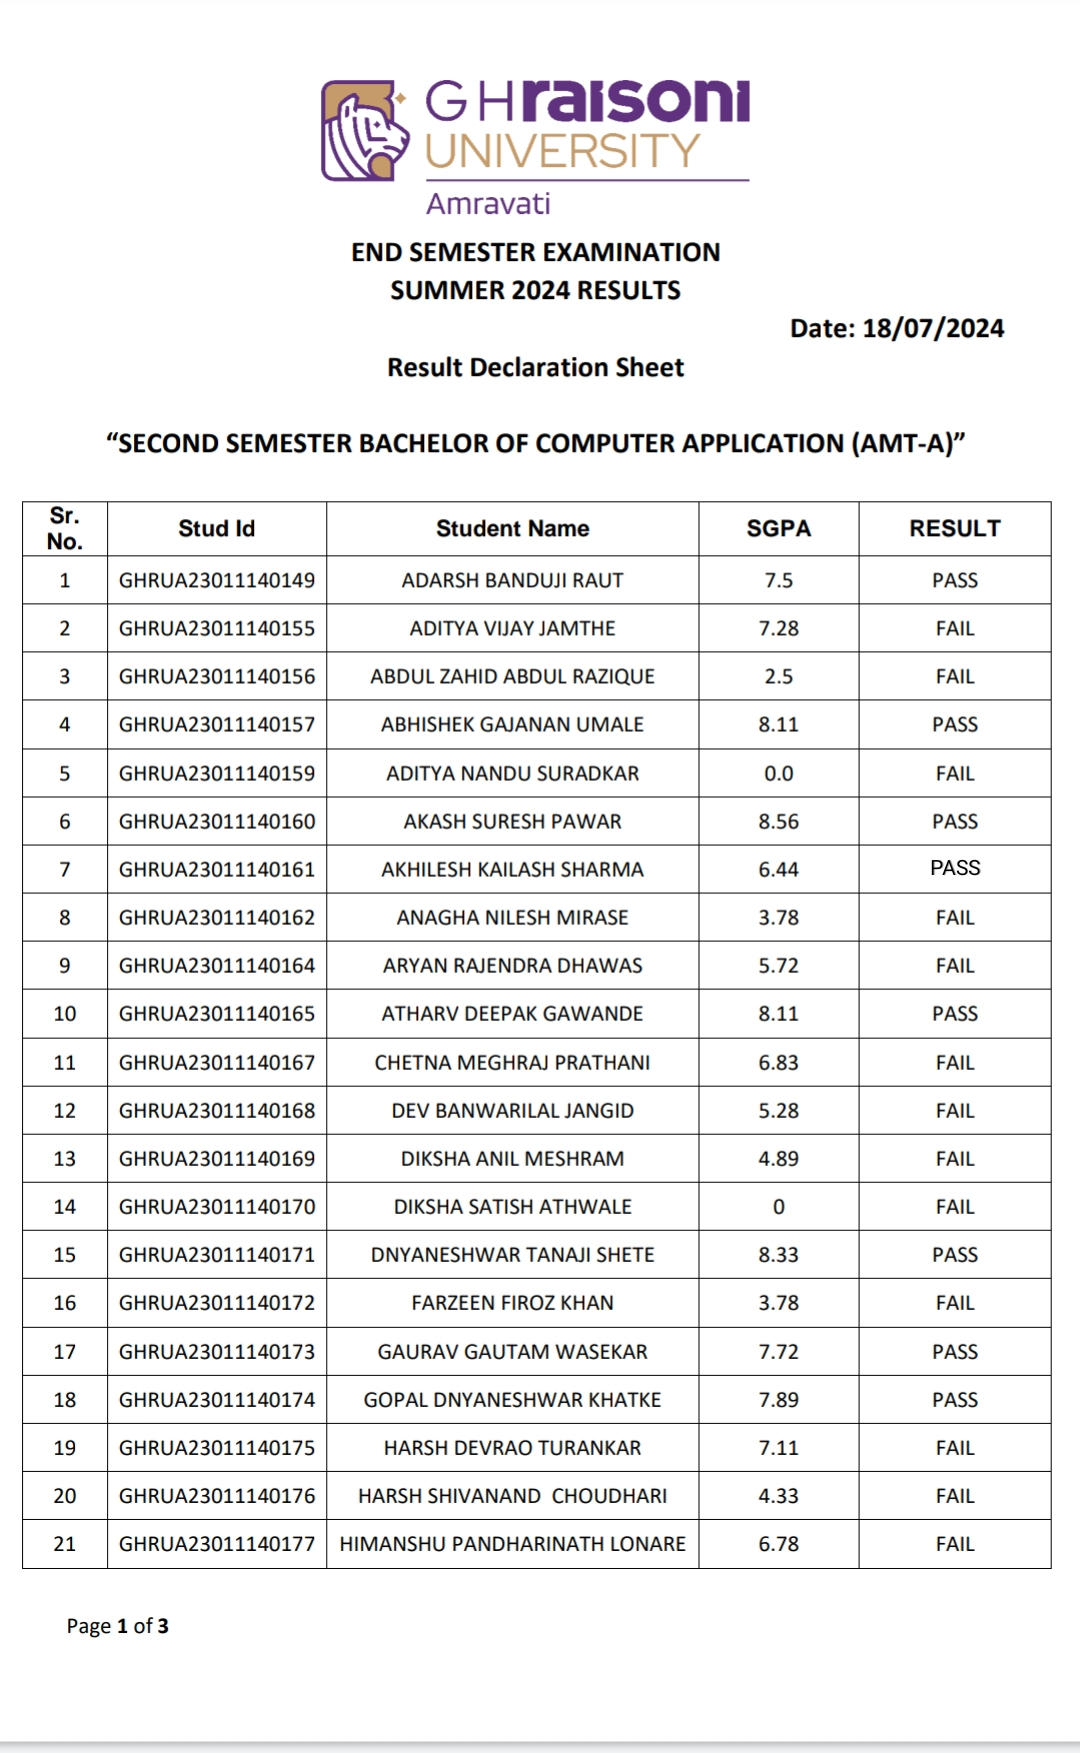 GHraisoni
UNIVERSITY
Amravati
END SEMESTER EXAMINATION
SUMMER 2024 RESULTS
Date: 18/07/2024
Result Declaration Sheet
“SECOND SEMESTER BACHELOR OF COMPUTER APPLICATION (AMT-A)”
Sr. No. Stud Id Student Name SGPA RESULT
1 GHRUA23011140149 ADARSH BANDUJI RAUT 7.5 PASS
2 GHRUA23011140155 ADITYA VIJAY JAMTHE 7.28 FAIL
3 GHRUA23011140156 ABDUL ZAHID ABDUL RAZIQUE 2.5 FAIL
4 GHRUA23011140157 ABHISHEK GAJANAN UMALE 8.11 PASS
5 GHRUA23011140159 ADITYA NANDU SURADKAR 0.0 FAIL
6 GHRUA23011140160 AKASH SURESH PAWAR 8.56 PASS
7 GHRUA23011140161 AKHILESH KAILASH SHARMA 6.44 PASS
8 GHRUA23011140162 ANAGHA NILESH MIRASE 3.78 FAIL
9 GHRUA23011140164 ARYAN RAJENDRA DHAWAS 5.72 FAIL
10 GHRUA23011140165 ATHARV DEEPAK GAWANDE 8.11 PASS
11 GHRUA23011140167 CHETNA MEGHRAJ PRATHANI 6.83 FAIL
12 GHRUA23011140168 DEV BANWARILAL JANGID 5.28 FAIL
13 GHRUA23011140169 DIKSHA ANIL MESHRAM 4.89 FAIL
14 GHRUA23011140170 DIKSHA SATISH ATHWALE 0 FAIL
15 GHRUA23011140171 DNYANESHWAR TANAJI SHETE 8.33 PASS
16 GHRUA23011140172 FARZEEN FIROZ KHAN 3.78 FAIL
17 GHRUA23011140173 GAURAV GAUTAM WASEKAR 7.72 PASS
18 GHRUA23011140174 GOPAL DNYANESHWAR KHATKE 7.89 PASS
19 GHRUA23011140175 HARSH DEVRAO TURANKAR 7.11 FAIL
20 GHRUA23011140176 HARSH SHIVANAND CHOUDHARI 4.33 FAIL
21 GHRUA23011140177 HIMANSHU PANDHARINATH LONARE 6.78 FAIL
Page 1 of 3